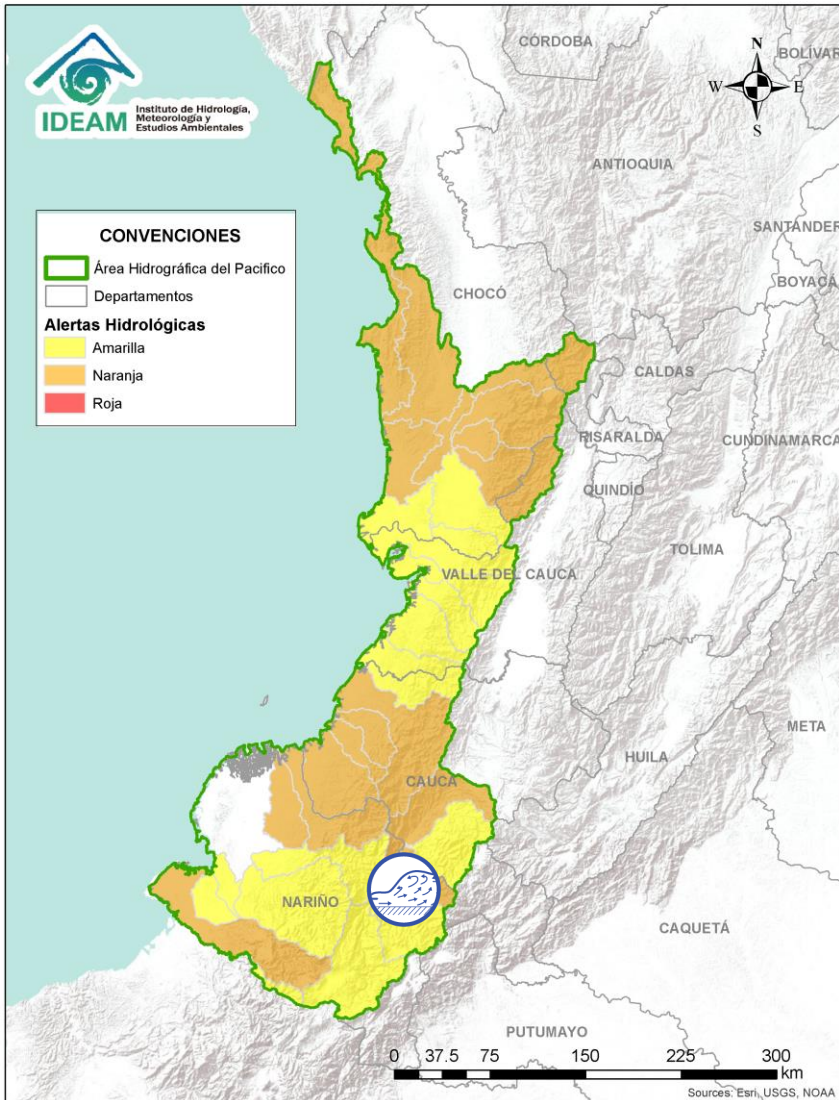 IDEAM
Instituto de Hidrología,
Meteorología y
Estudios Ambientales
CÓRDOBA
BOLÍVAR
N
W
E
S
ANTIOQUIA
CONVENCIONES
Área Hidrográfica del Pacifico
Departamentos
Alertas Hidrológicas
Amarilla
Naranja
Roja
SANTANDER
BOYACÁ
CHOCÓ
CALDAS
RISARALDA
CUNDINAMARCA
QUINDÍO
TOLIMA
VALLE DEL CAUCA
META
HUILA
CAUCA
NARIÑO
CAQUETÁ
PUTUMAYO
0 37.5 75 150 225 300
km
Sources: Esri, USGS, NOAA